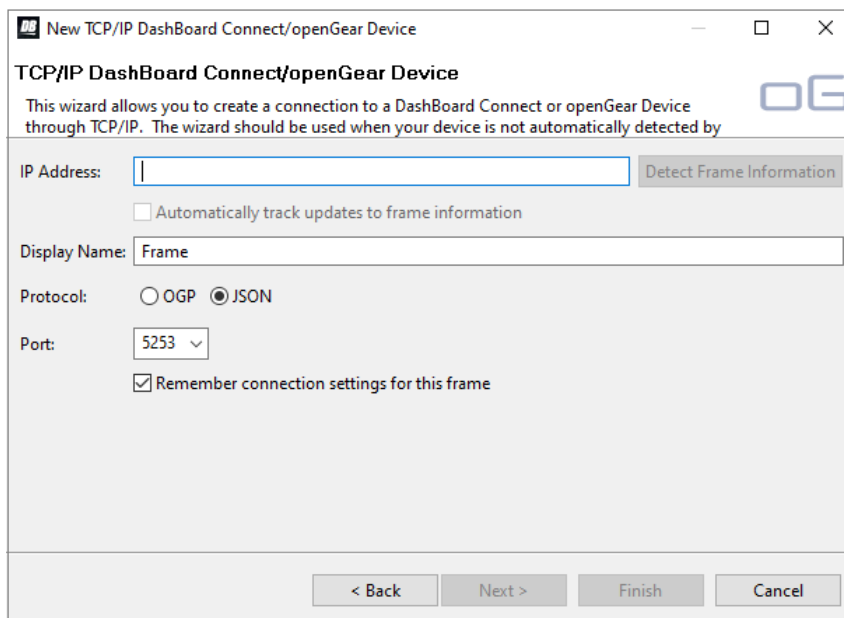 DB New TCP/IP DashBoard Connect/openGear Device
TCP/IP DashBoard Connect/openGear Device
This wizard allows you to create a connection to a DashBoard Connect or openGear Device
through TCP/IP. The wizard should be used when your device is not automatically detected by
IP Address: Detect Frame Information
Automatically track updates to frame information
Display Name: Frame
Protocol: OGP JSON
Port: 5253
Remember connection settings for this frame
< Back Next > Finish Cancel